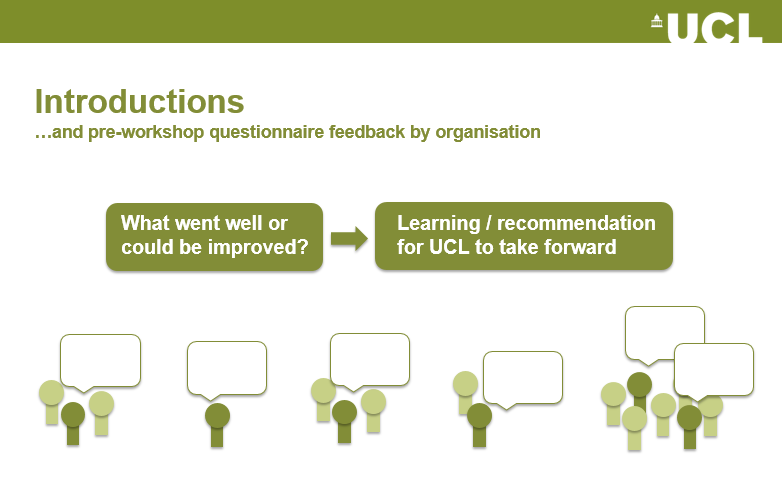 UCL
Introductions
…and pre-workshop questionnaire feedback by organisation
What went well or
could be improved?
Learning / recommendation
for UCL to take forward